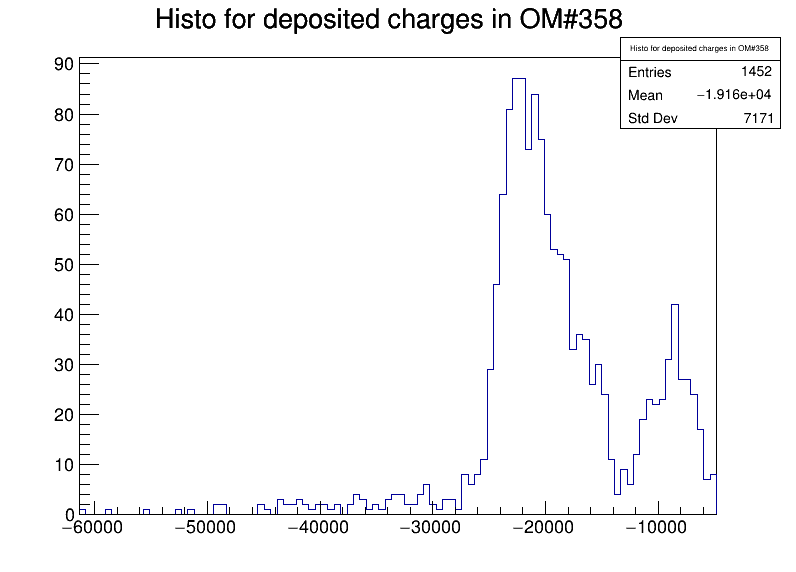 Histo for deposited charges in OM#358
Histo for deposited charges in OM#358
Entries 1452
Mean −1.916e+04
Std Dev 7171
90
80
70
60
50
40
30
20
10
0
−60000 −50000 −40000 −30000 −20000 −10000